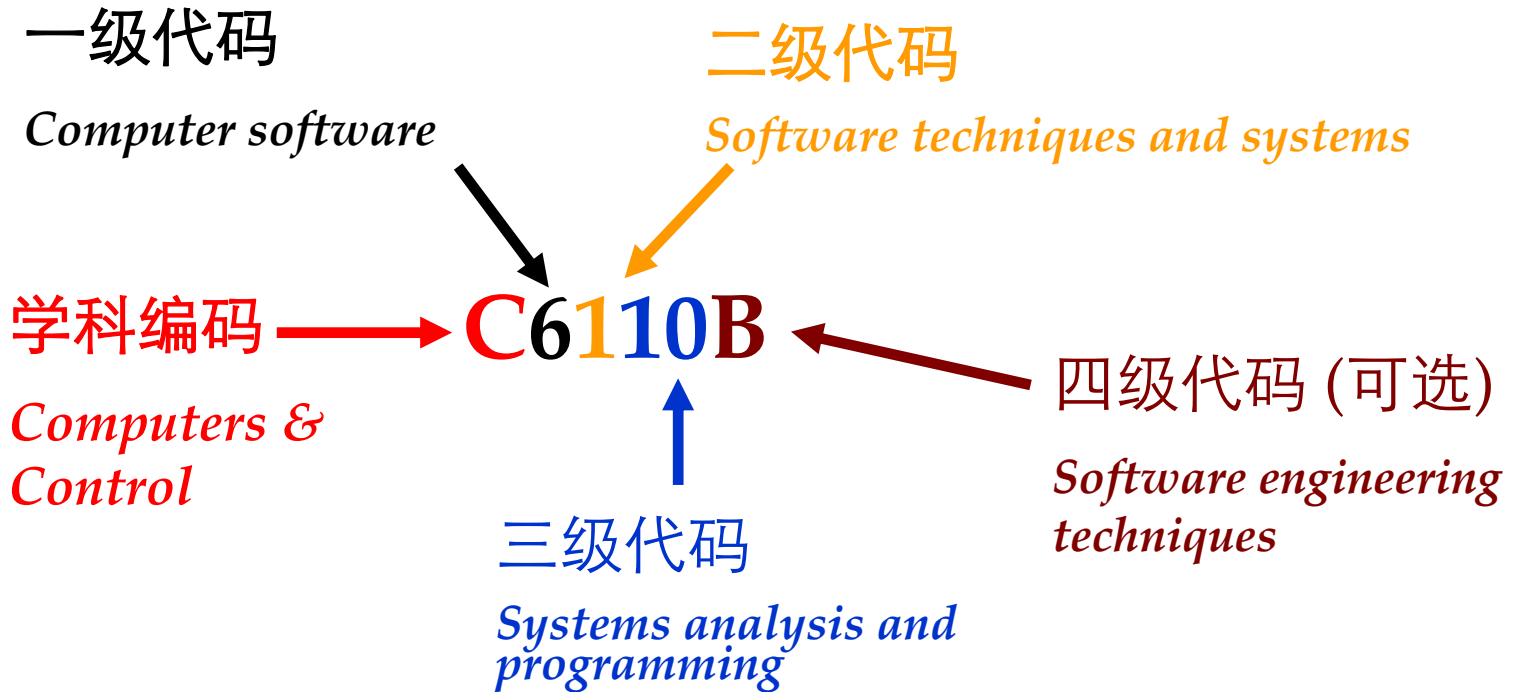 一级代码
Computer software
二级代码
Software techniques and systems
学科编码
Computers &
Control
C6110B
四级代码 (可选)
Software engineering
techniques
三级代码
Systems analysis and
programming